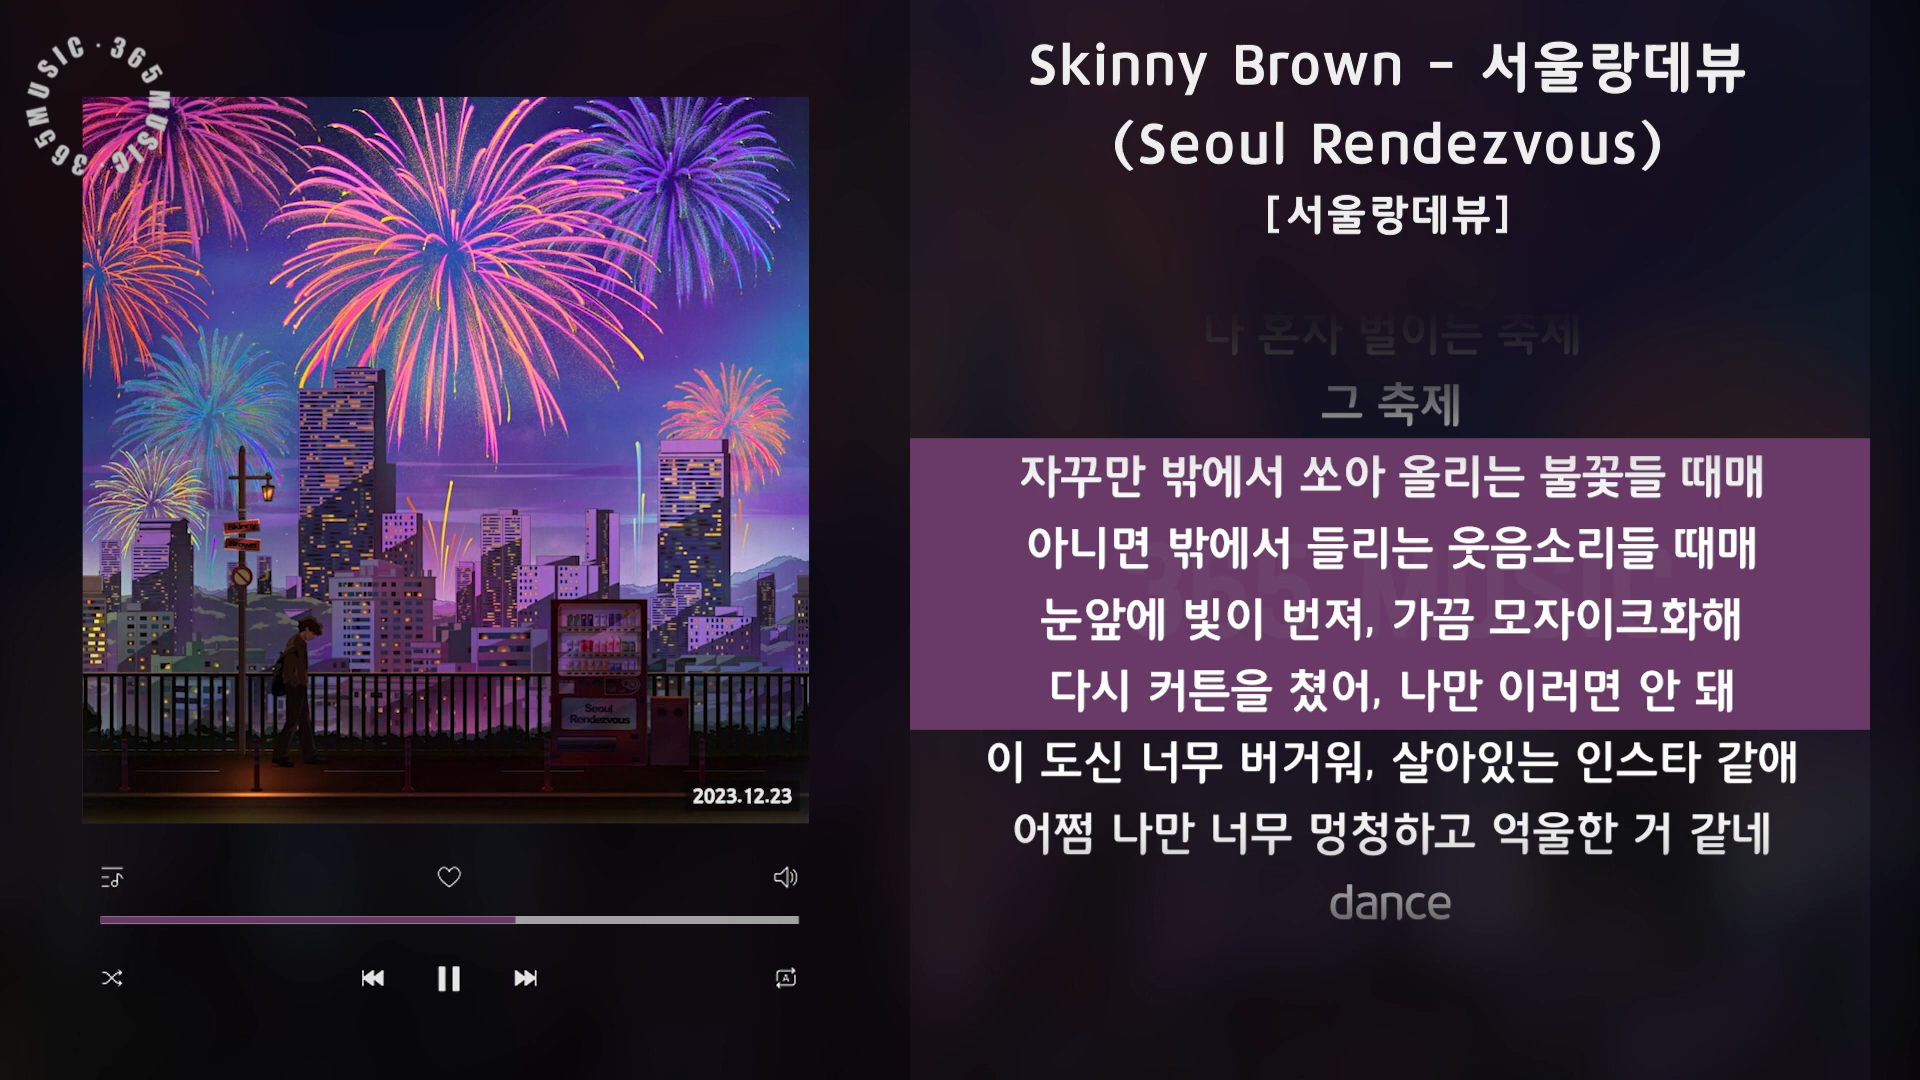 365MUSIC · 365MUSIC ·
Skinny Brown - 서울랑데뷰
(Seoul Rendezvous)
[서울랑데뷰]
나 혼자 벌이는 축제
그 축제
자꾸만 밖에서 쏘아 올리는 불꽃들 때매
아니면 밖에서 들리는 웃음소리들 때매
눈앞에 빛이 번져, 가끔 모자이크화해
다시 커튼을 쳤어, 나만 이러면 안 돼
이 도신 너무 버거워, 살아있는 인스타 같애
어쩜 나만 너무 멍청하고 억울한 거 같네
dance
Skinny
Brown
Seoul
Rendezvous
2023.12.23